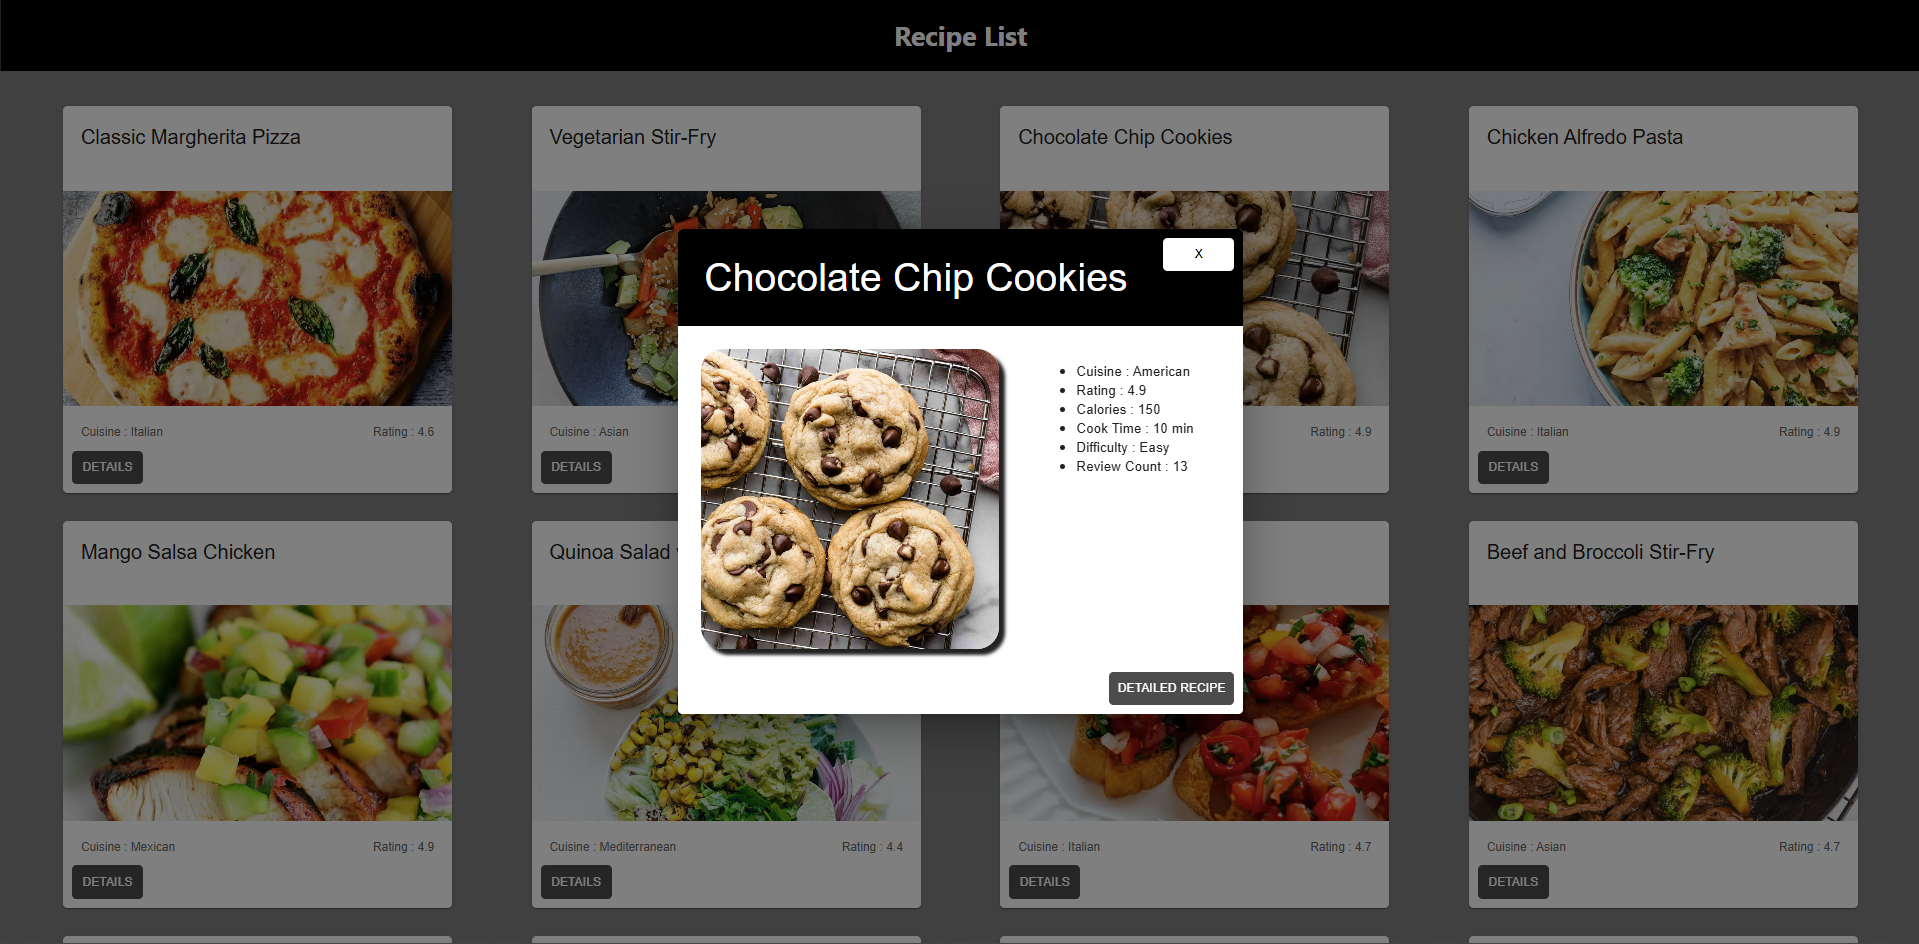 Recipe List
Classic Margherita Pizza
Vegetarian Stir-Fry
Chocolate Chip Cookies
Chicken Alfredo Pasta
Cuisine : Italian
Rating : 4.6
DETAILS
Cuisine : Asian
DETAILS
Rating : 4.9
Cuisine : Italian
Rating : 4.9
DETAILS
Chocolate Chip Cookies
X
Cuisine : American
Rating : 4.9
Calories : 150
Cook Time : 10 min
Difficulty : Easy
Review Count : 13
DETAILED RECIPE
Mango Salsa Chicken
Quinoa Salad
Beef and Broccoli Stir-Fry
Cuisine : Mexican
Rating : 4.9
DETAILS
Cuisine : Mediterranean
Rating : 4.4
DETAILS
Cuisine : Italian
Rating : 4.7
DETAILS
Cuisine : Asian
Rating : 4.7
DETAILS